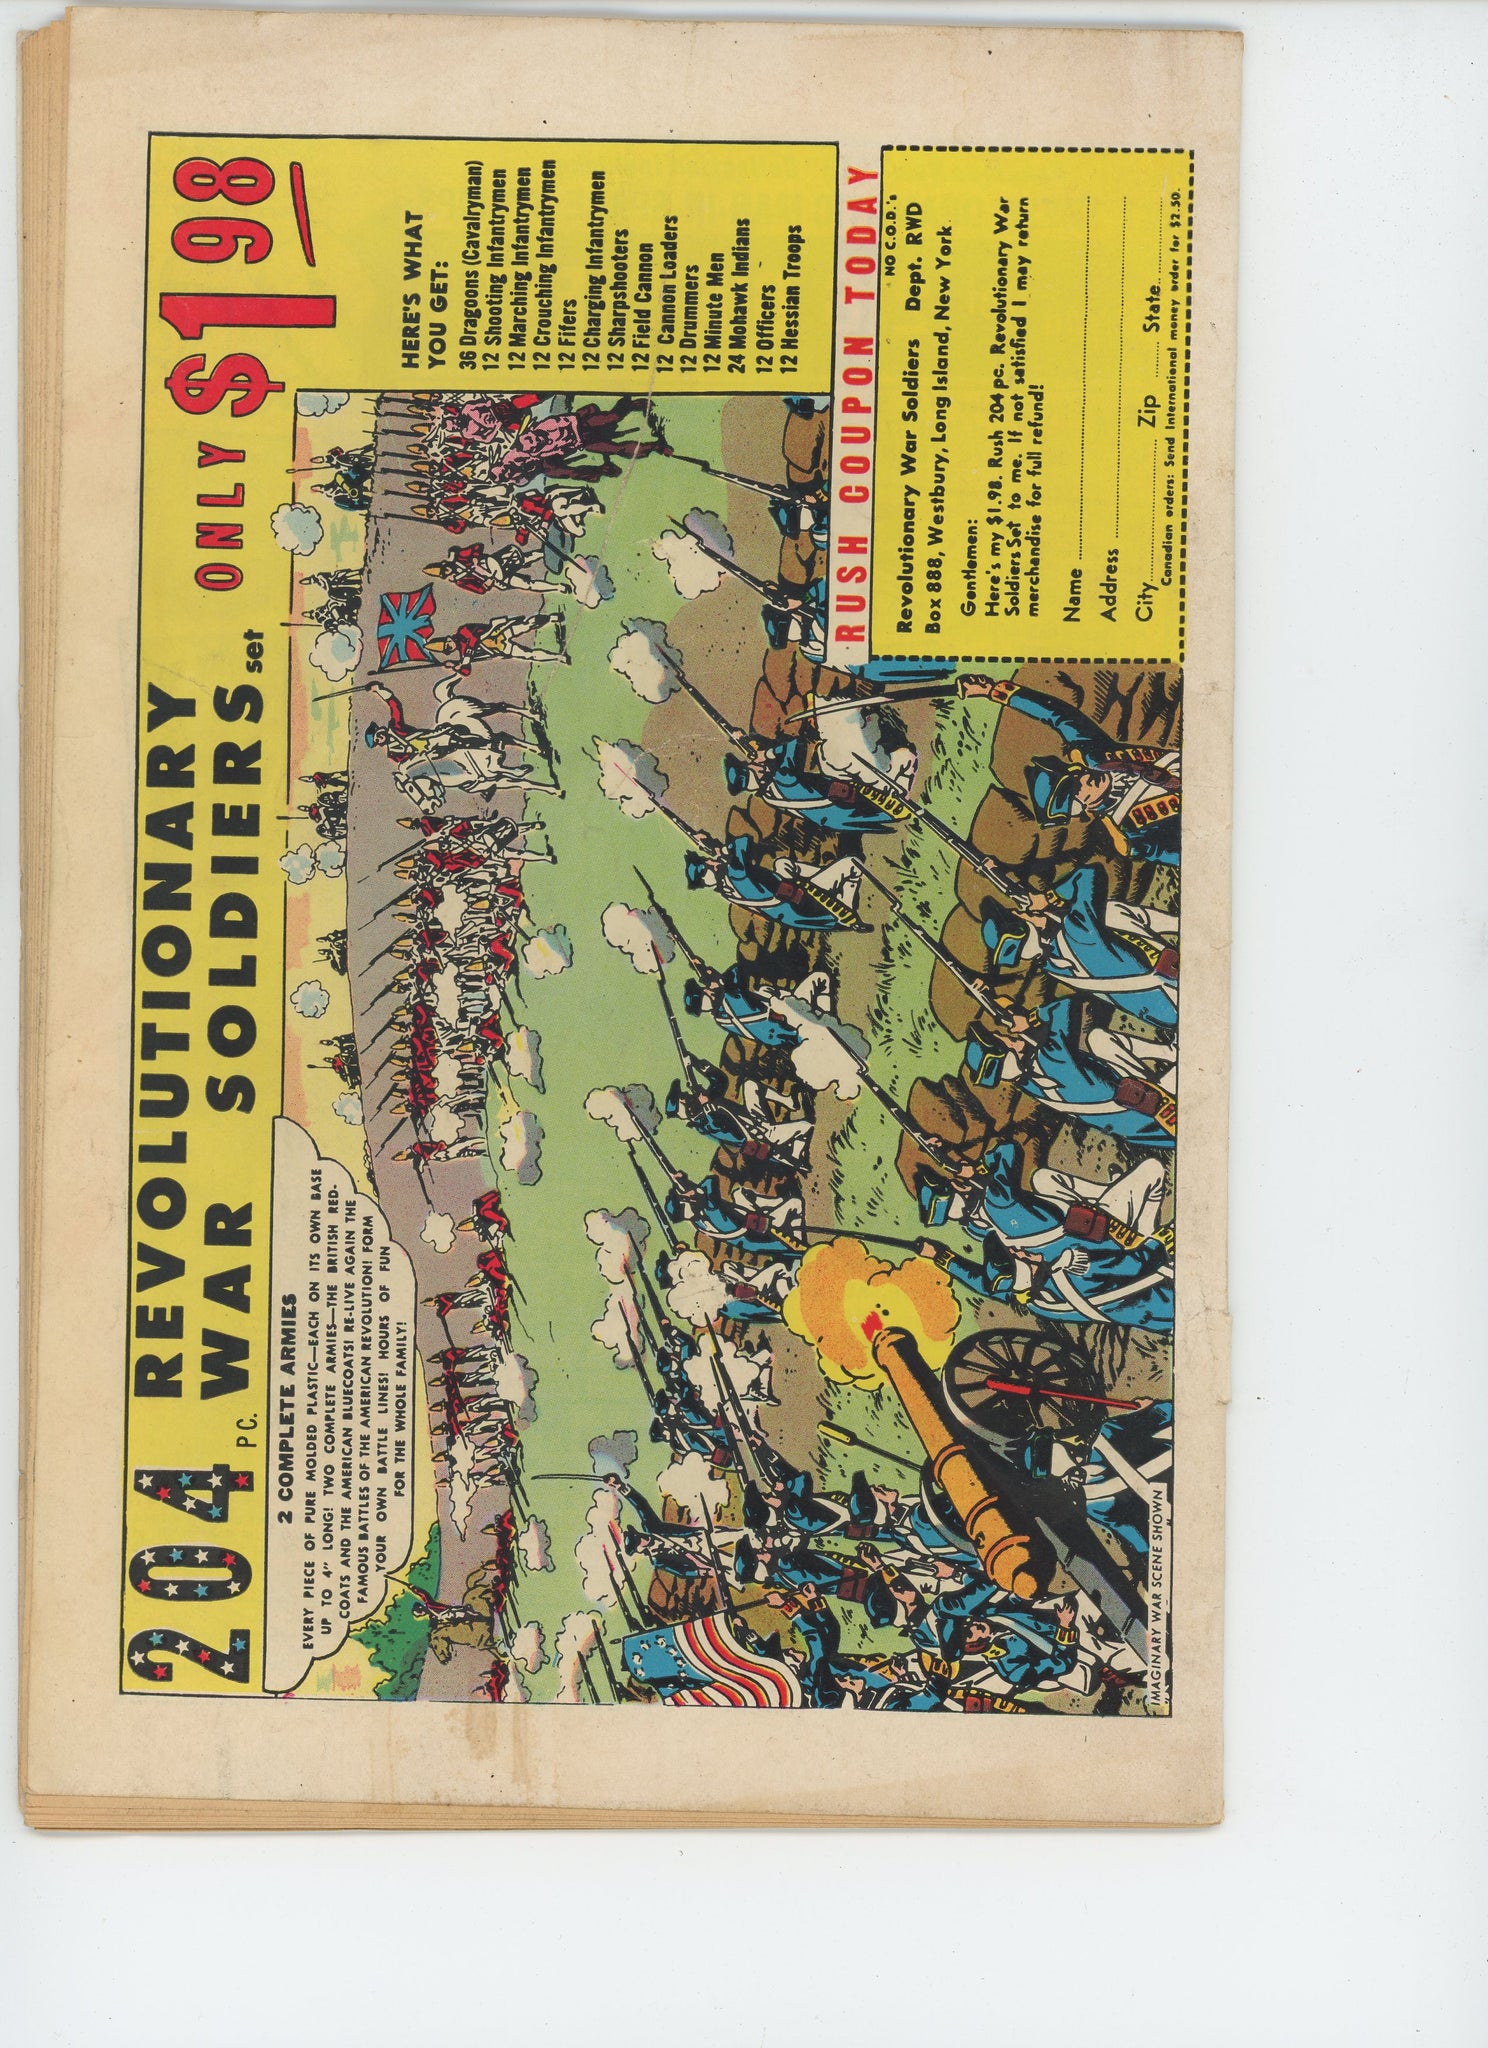 204 PC. REVOLUTIONARY
WAR SOLDIERS set
ONLY $1 98
2 COMPLETE ARMIES
EVERY PIECE OF PURE MOLDED PLASTIC—EACH ON ITS OWN BASE
UP TO 4" LONG! TWO COMPLETE ARMIES—THE BRITISH RED-
COATS AND THE AMERICAN BLUECOATS! RE-LIVE AGAIN THE
FAMOUS BATTLES OF THE AMERICAN REVOLUTION! FORM
YOUR OWN BATTLE LINES! HOURS OF FUN
FOR THE WHOLE FAMILY!
HERE'S WHAT
YOU GET:
36 Dragoons (Cavalryman)
12 Shooting Infantrymen
12 Marching Infantrymen
12 Crouching Infantrymen
12 Fifers
12 Charging Infantrymen
12 Sharpshooters
12 Field Cannon
12 Cannon Loaders
12 Drummers
12 Minute Men
24 Mohawk Indians
12 Officers
12 Hessian Troops
RUSH COUPON TODAY
NO C.O.D.'s
Revolutionary War Soldiers Dept. RWD
Box 888, Westbury, Long Island, New York
Gentlemen:
Here's my $1.98. Rush 204 pc. Revolutionary War
Soldiers Set to me. If not satisfied I may return
merchandise for full refund!
Name
Address
City Zip State
Canadian orders: Send International money order for $2.50.
IMAGINARY WAR SCENE SHOWN